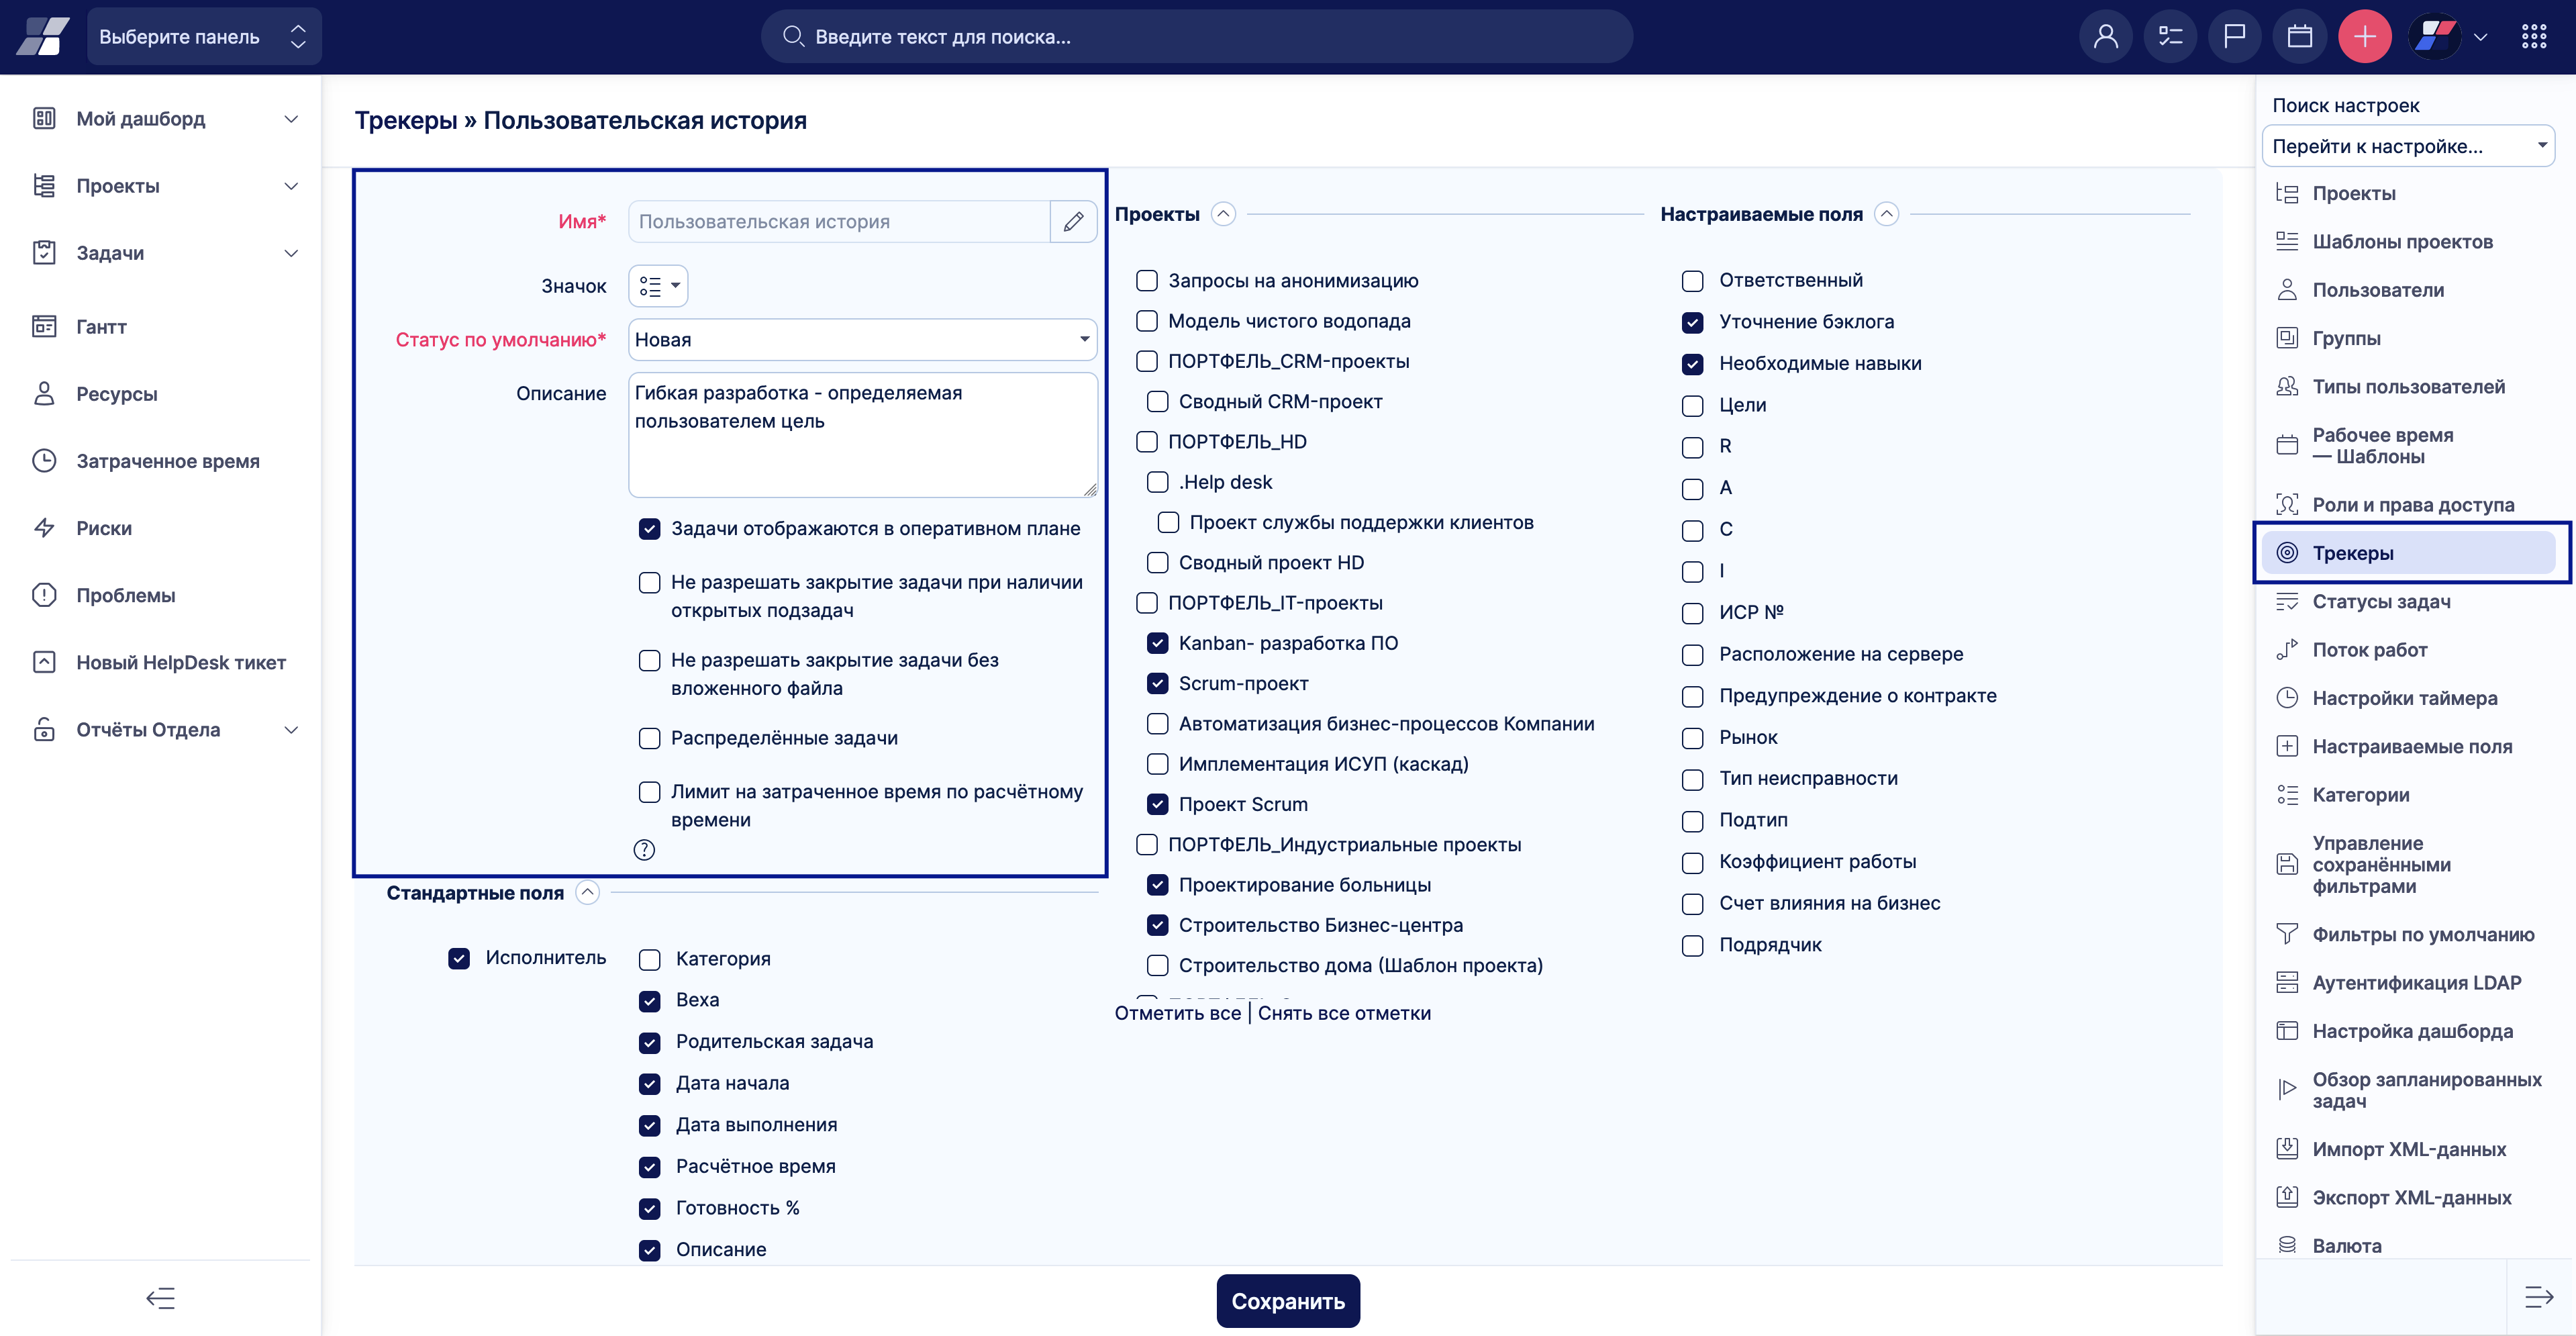 Выберите панель
Введите текст для поиска...
Мой дашборд
Проекты
Задачи
Гантт
Ресурсы
Затраченное время
Риски
Проблемы
Новый HelpDesk тикет
Отчёты Отдела
Трекеры » Пользовательская история
Имя*
Пользовательская история
Значок
Статус по умолчанию*
Новая
Описание
Гибкая разработка - определяемая
пользователем цель
Задачи отображаются в оперативном плане
Не разрешать закрытие задачи при наличии
открытых подзадач
Не разрешать закрытие задачи без
вложенного файла
Распределённые задачи
Лимит на затраченное время по расчётному
времени
Стандартные поля
Исполнитель
Категория
Веха
Родительская задача
Дата начала
Дата выполнения
Расчётное время
Готовность %
Описание
Проекты
Запросы на анонимизацию
Модель чистого водопада
ПОРТФЕЛЬ_CRM-проекты
Сводный CRM-проект
ПОРТФЕЛЬ_HD
.Help desk
Проект службы поддержки клиентов
Сводный проект HD
ПОРТФЕЛЬ_IT-проекты
Kanban- разработка ПО
Scrum-проект
Автоматизация бизнес-процессов Компании
Имплементация ИСУП (каскад)
Проект Scrum
ПОРТФЕЛЬ_Индустриальные проекты
Проектирование больницы
Строительство Бизнес-центра
Строительство дома (Шаблон проекта)
Отметить все | Снять все отметки
Настраиваемые поля
Ответственный
Уточнение бэклога
Необходимые навыки
Цели
R
A
C
I
ИСР №
Расположение на сервере
Предупреждение о контракте
Рынок
Тип неисправности
Подтип
Коэффициент работы
Счет влияния на бизнес
Подрядчик
Сохранить
Поиск настроек
Перейти к настройке...
Проекты
Шаблоны проектов
Пользователи
Группы
Типы пользователей
Рабочее время
— Шаблоны
Роли и права доступа
Трекеры
Статусы задач
Поток работ
Настройки таймера
Настраиваемые поля
Категории
Управление
сохранёнными
фильтрами
Фильтры по умолчанию
Аутентификация LDAP
Настройка дашборда
Обзор запланированных
задач
Импорт XML-данных
Экспорт XML-данных
Валюта